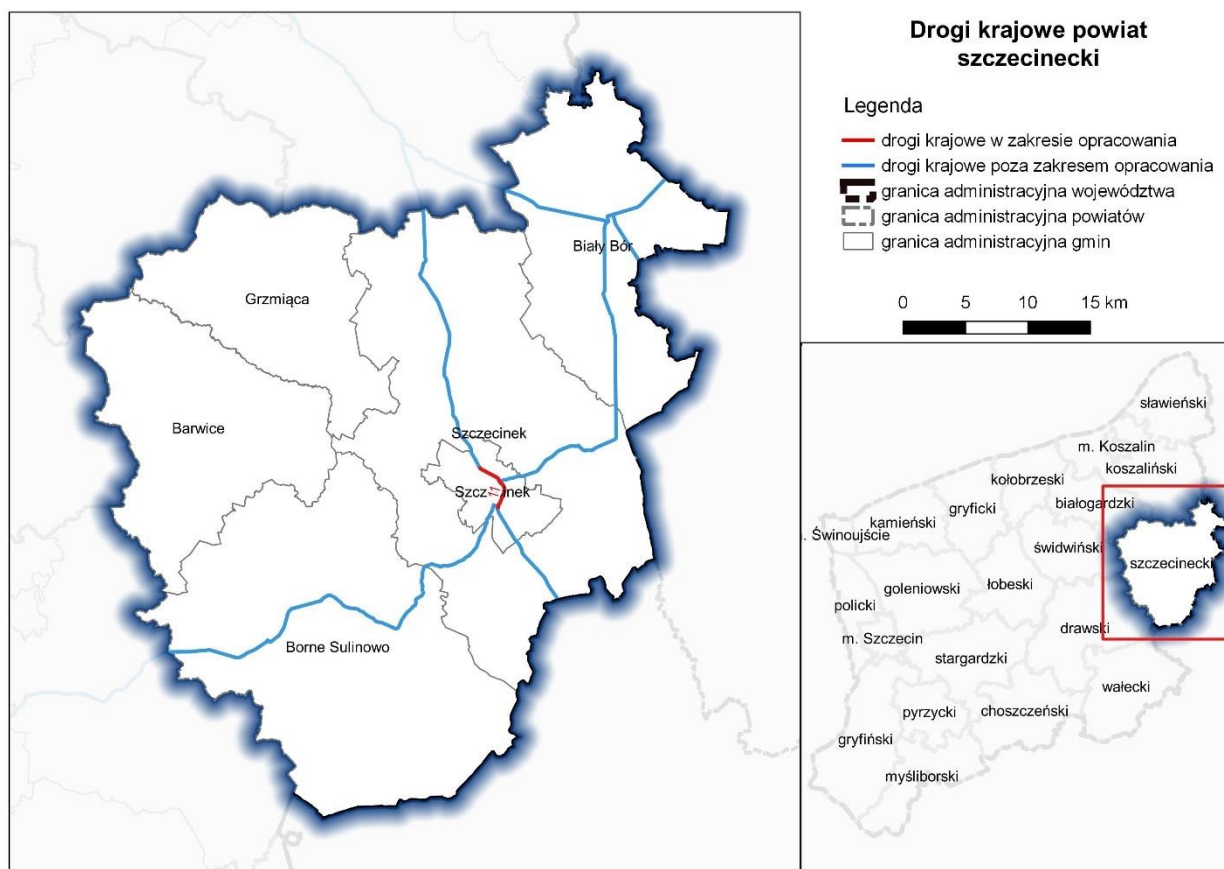 Drogi krajowe powiat
szczecinecki
Legenda
drogi krajowe w zakresie opracowania
drogi krajowe poza zakresem opracowania
granica administracyjna województwa
granica administracyjna powiatów
granica administracyjna gmin
0 5 10 15 km
Biały Bór
Grzmiąca
Barwice
Szczecinek
11
Borne Sulinowo
sławieński
m. Koszalin
koszaliński
kołobrzeski
białogardzki
gryficki
kamieński
Świnoujście
świdwiński
szczecinecki
goleniowski
łobeski
policki
drawski
m. Szczecin
stargardzki
wałecki
pyrzycki
choszczeński
gryfiński
myśliborski